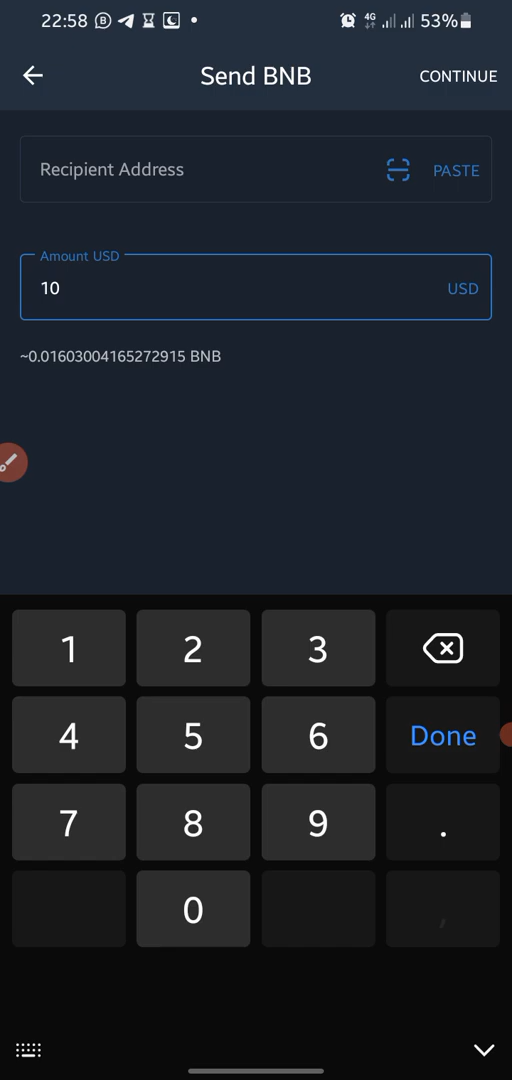 22:58 4G 53%
Send BNB CONTINUE
Recipient Address PASTE
Amount USD
10 USD
~0.01603004165272915 BNB
1 2 3
4 5 6 Done
7 8 9 .
0 ,